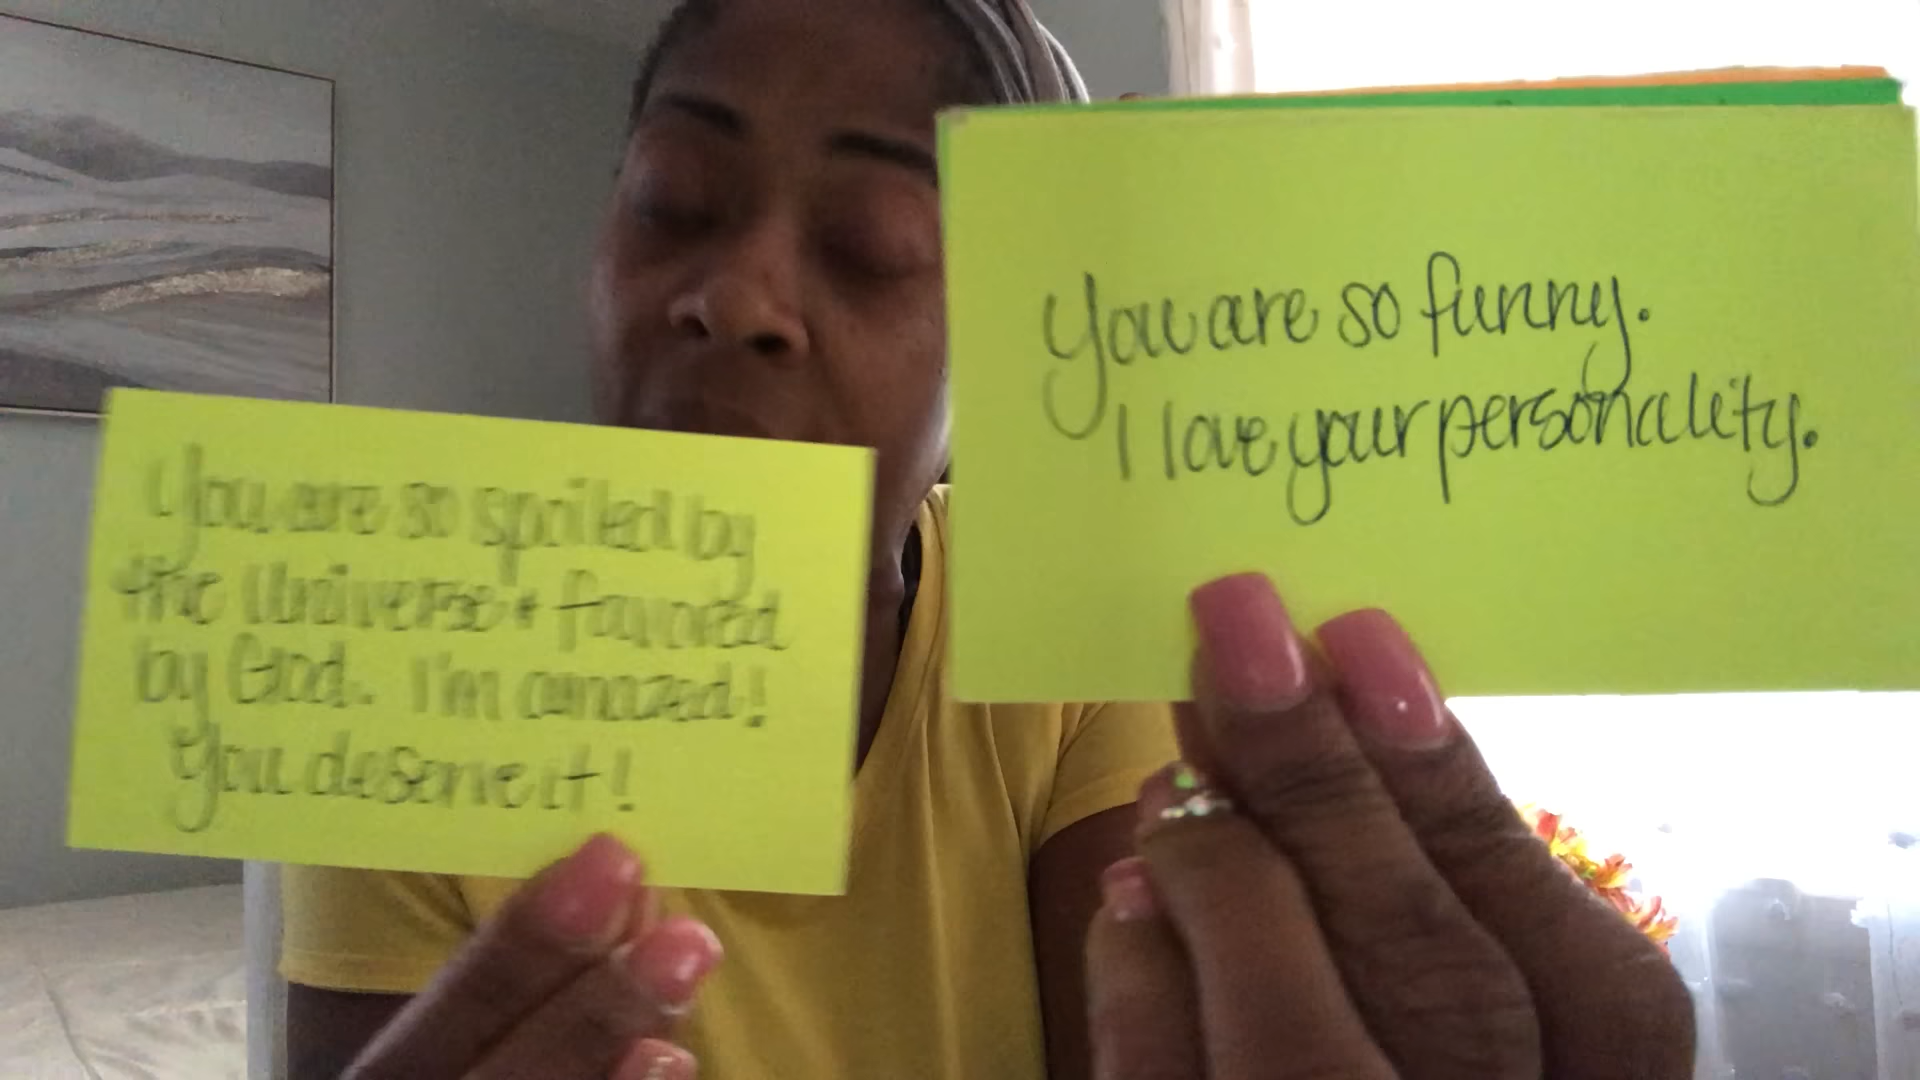 You are so spoiled by
the Universe + favored
by God. I'm amazed!
You deserve it!
You are so funny.
I love your personality.